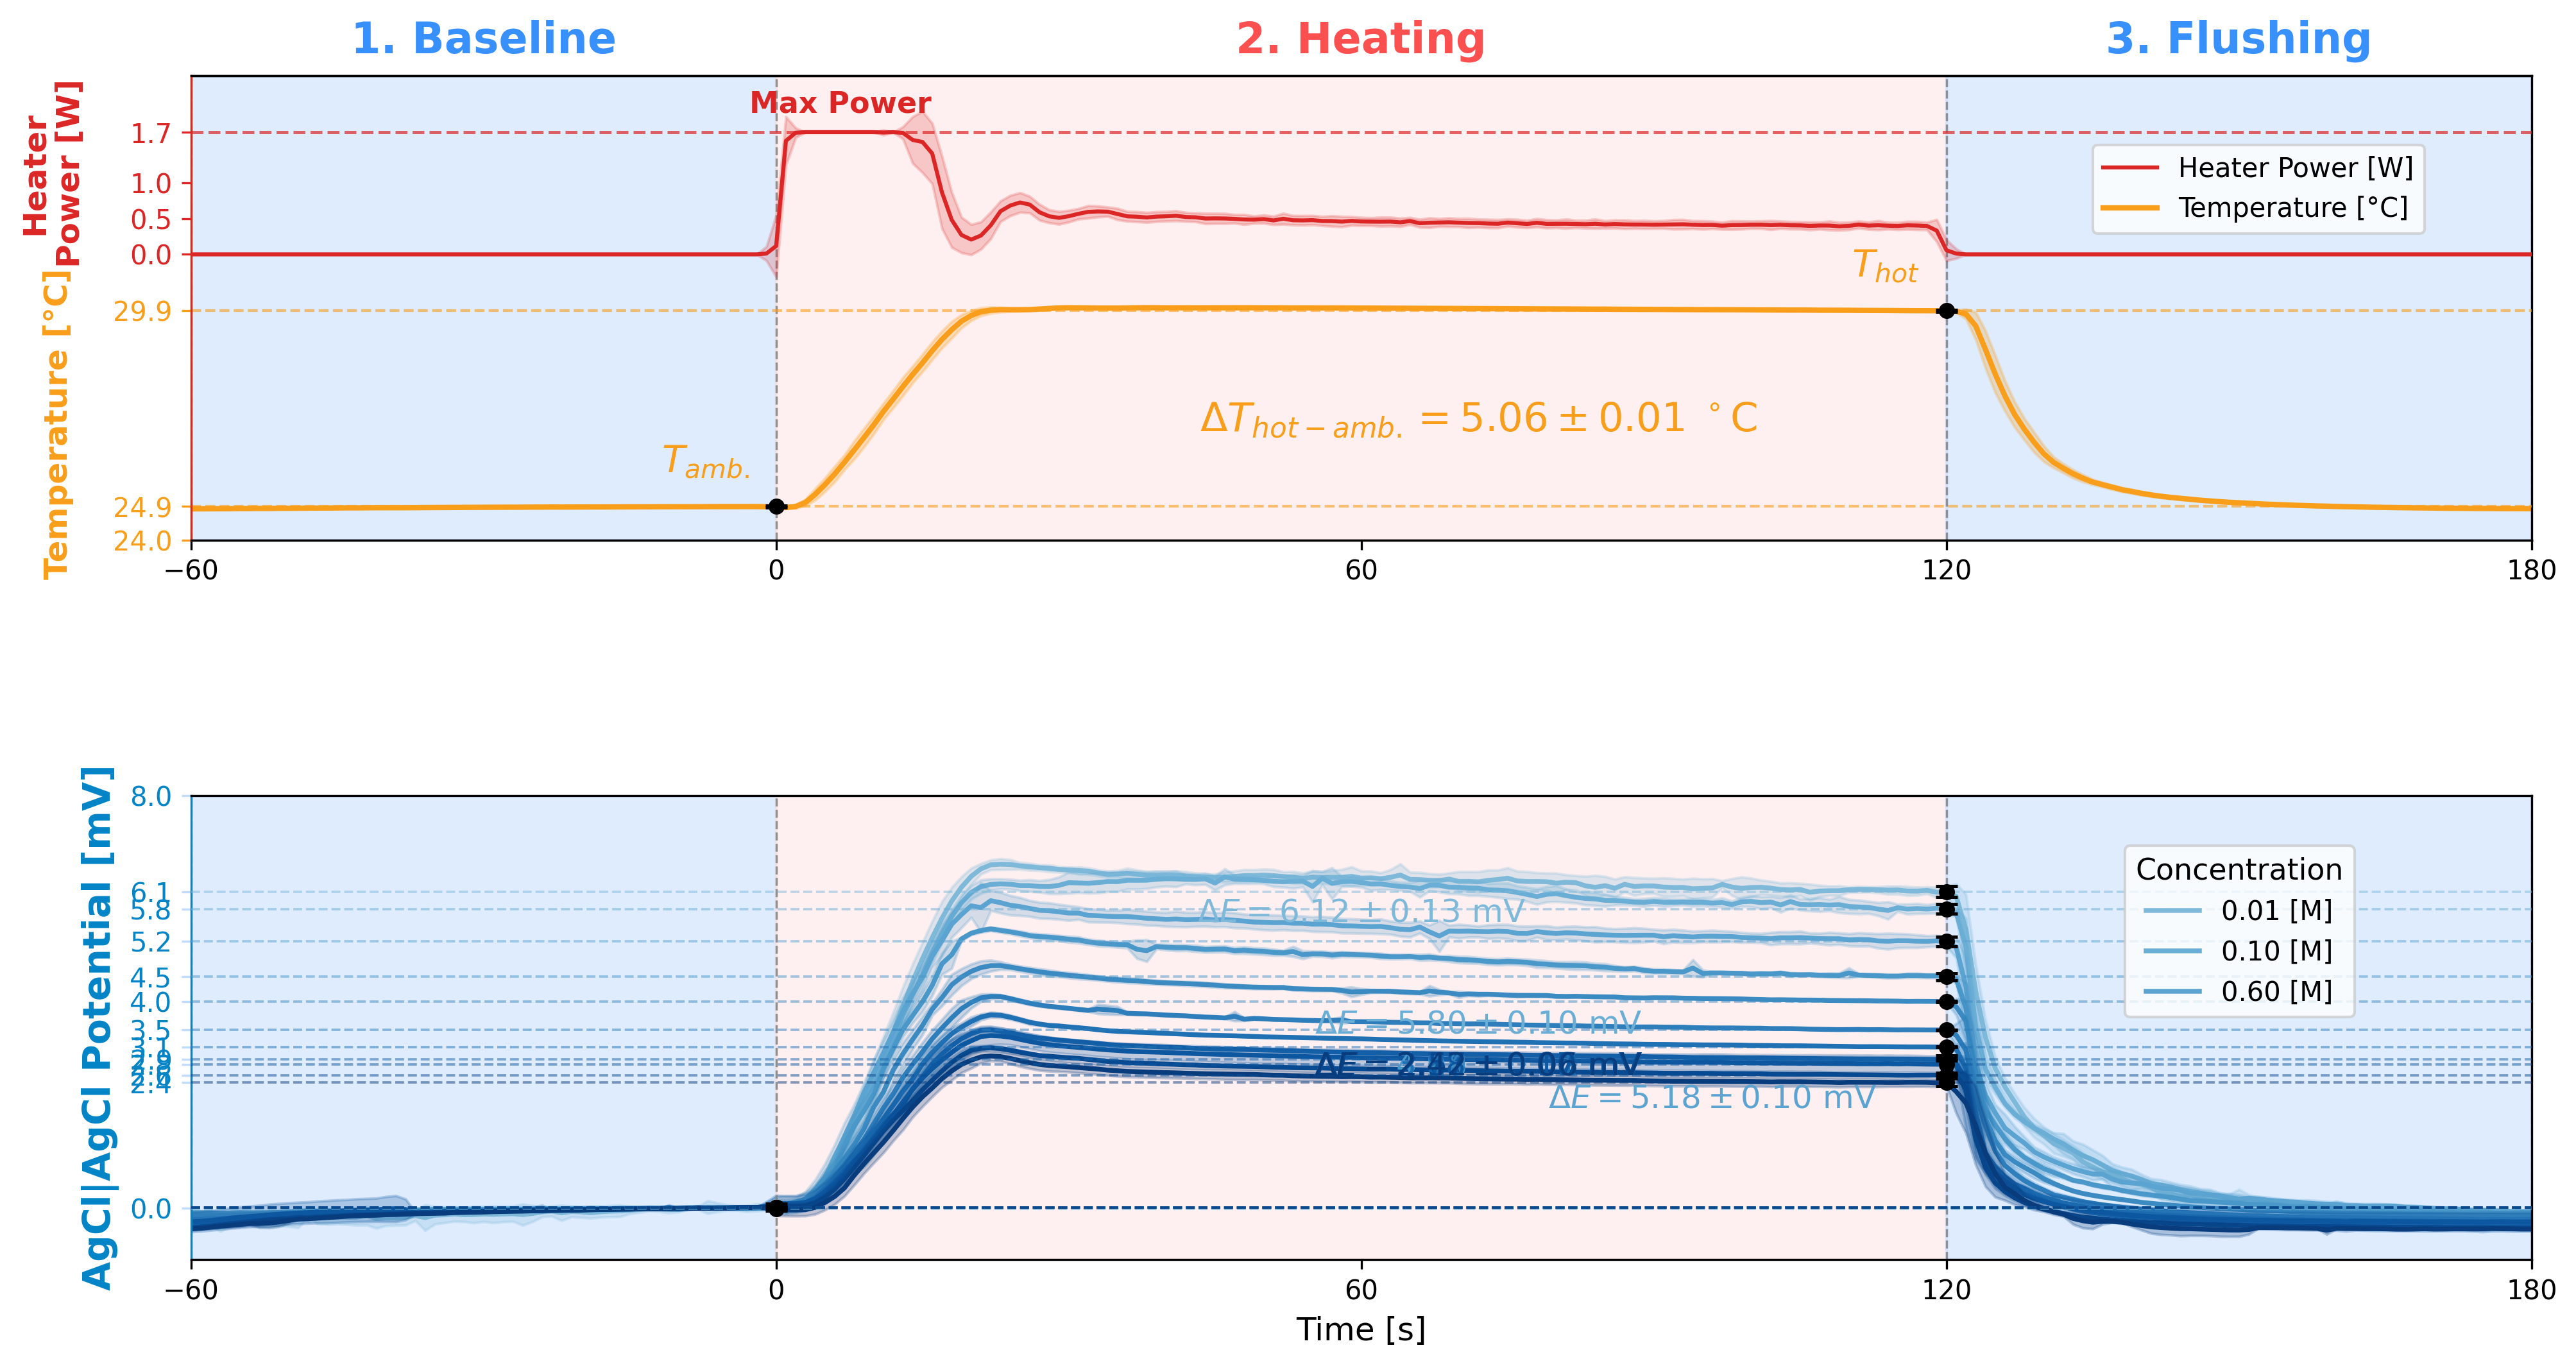 1. Baseline
2. Heating
3. Flushing
Heater
Power [W]
Temperature [°C]
Max Power
1.7
1.0
0.5
0.0
29.9
24.9
24.0
Heater Power [W]
Temperature [°C]
T_hot
T_amb.
ΔT_hot−amb. = 5.06 ± 0.01 °C
−60
0
60
120
180
AgCl|AgCl Potential [mV]
8.0
6.1
5.8
5.2
4.5
4.0
3.5
3.1
2.4
0.0
ΔE = 6.12 ± 0.13 mV
ΔE = 5.80 ± 0.10 mV
ΔE = 5.18 ± 0.10 mV
Concentration
0.01 [M]
0.10 [M]
0.60 [M]
−60
0
60
120
180
Time [s]